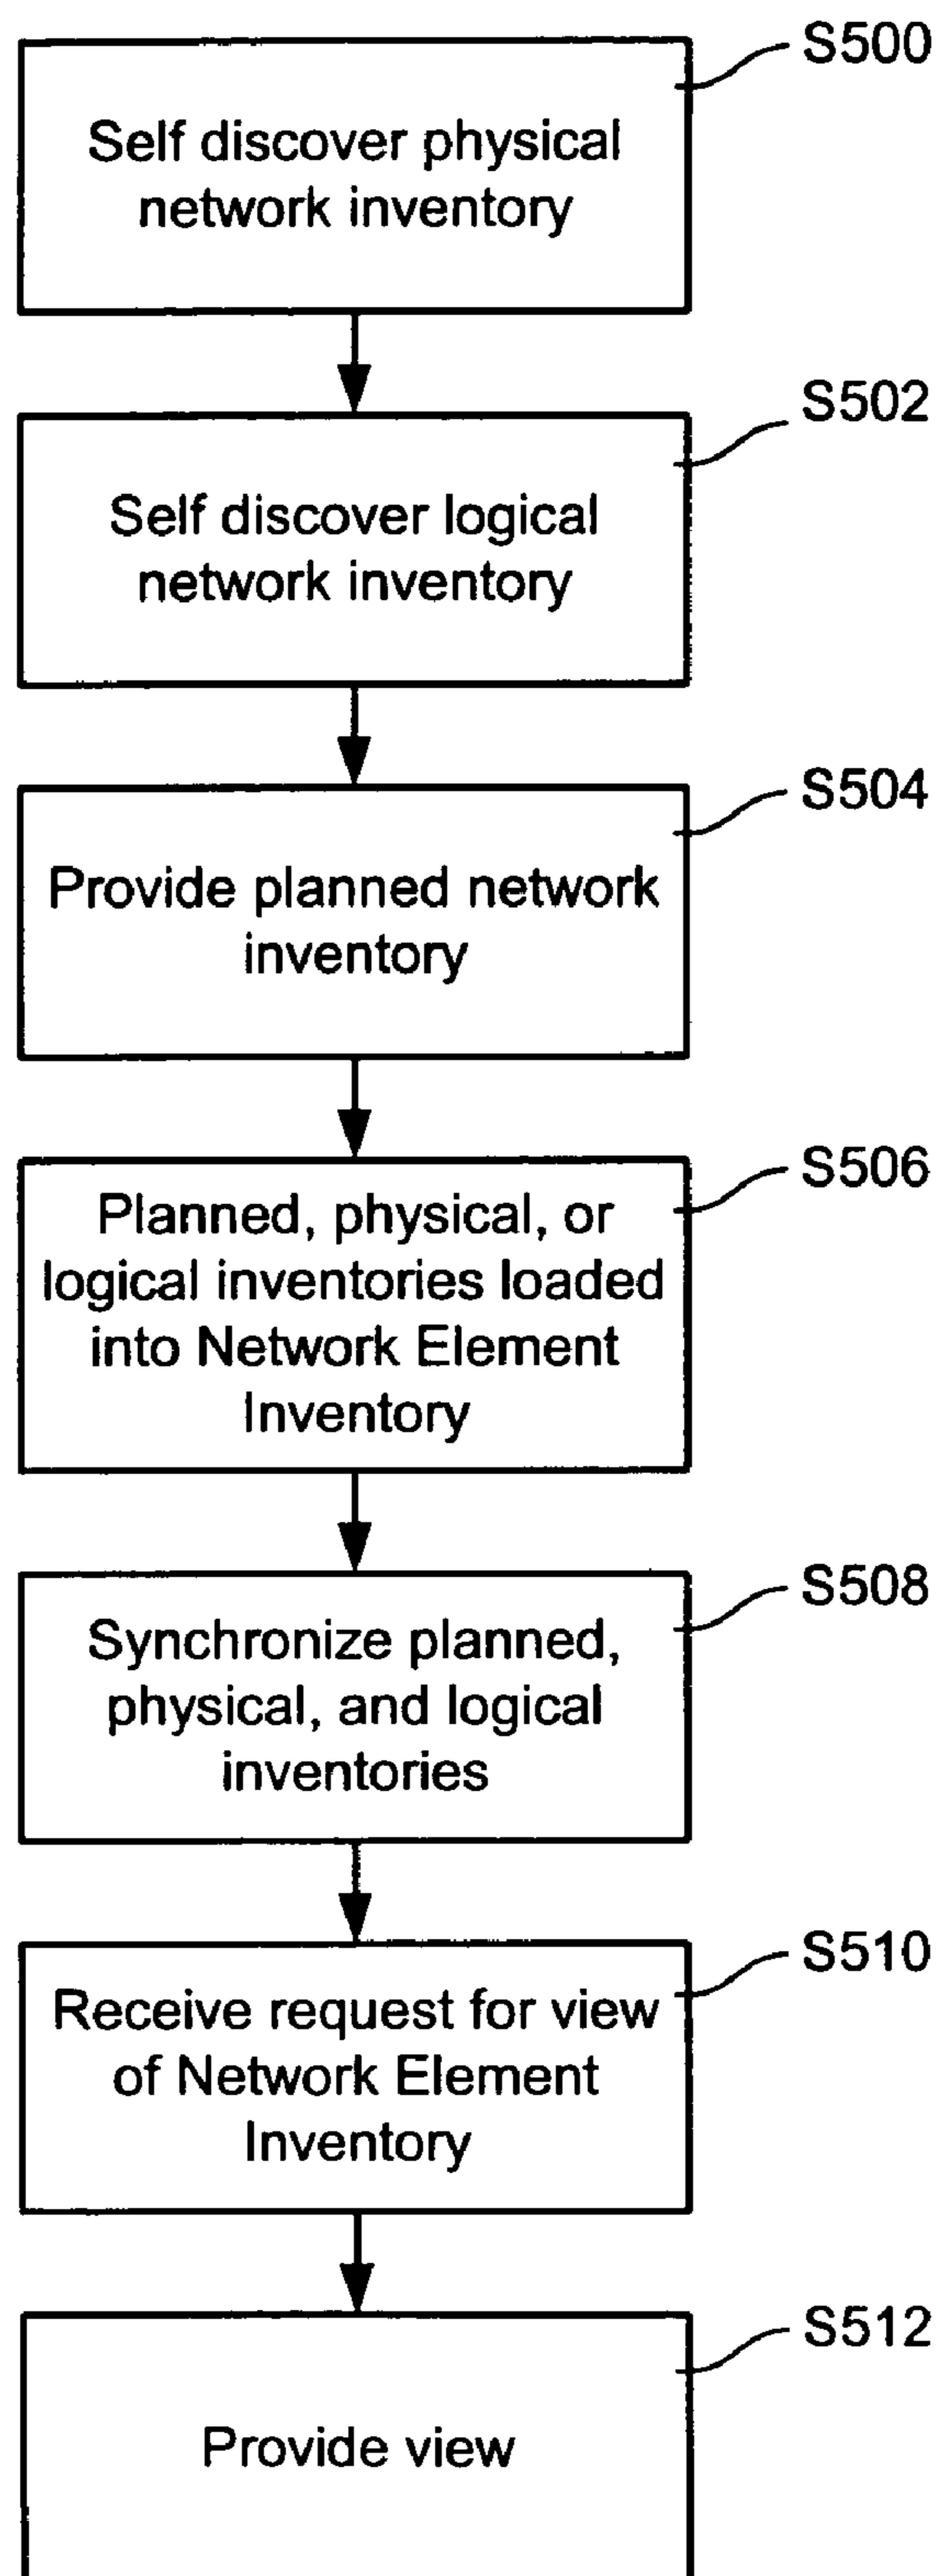 S500
Self discover physical
network inventory
S502
Self discover logical
network inventory
S504
Provide planned network
inventory
S506
Planned, physical, or
logical inventories loaded
into Network Element
Inventory
S508
Synchronize planned,
physical, and logical
inventories
S510
Receive request for view
of Network Element
Inventory
S512
Provide view